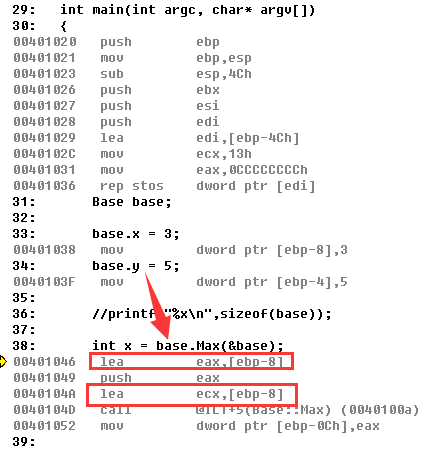 29:   int main(int argc, char* argv[])
30:   {
00401020   push        ebp
00401021   mov         ebp,esp
00401023   sub         esp,4Ch
00401026   push        ebx
00401027   push        esi
00401028   push        edi
00401029   lea         edi,[ebp-4Ch]
0040102C   mov         ecx,13h
00401031   mov         eax,0CCCCCCCCh
00401036   rep stos    dword ptr [edi]
31:       Base base;
32:
33:       base.x = 3;
00401038   mov         dword ptr [ebp-8],3
34:       base.y = 5;
0040103F   mov         dword ptr [ebp-4],5
35:
36:       //printf("%x\n",sizeof(base));
37:
38:       int x = base.Max(&base);
00401046   lea         eax,[ebp-8]
00401049   push        eax
0040104A   lea         ecx,[ebp-8]
0040104D   call        @ILT+5(Base::Max) (0040100a)
00401052   mov         dword ptr [ebp-0Ch],eax
39: